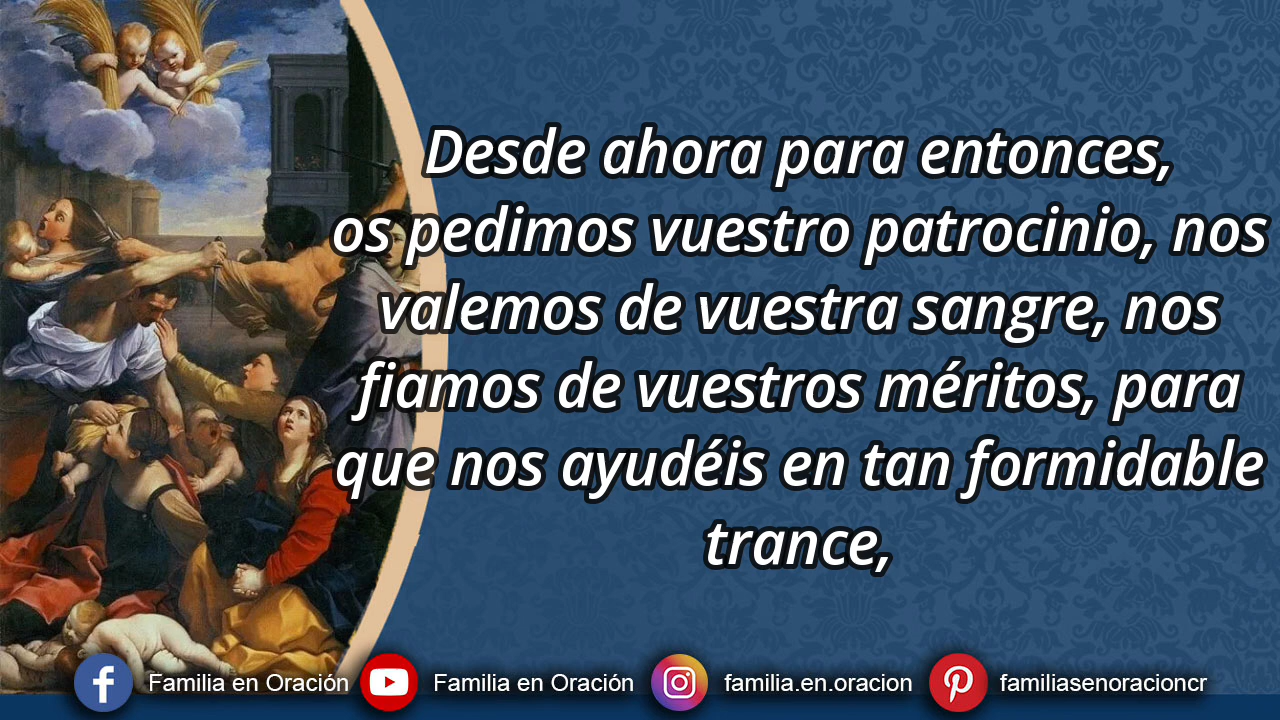 Desde ahora para entonces,
os pedimos vuestro patrocinio, nos
valemos de vuestra sangre, nos
fiamos de vuestros méritos, para
que nos ayudéis en tan formidable
trance,
Familia en Oración
Familia en Oración
familia.en.oracion
familiasenoracioncr